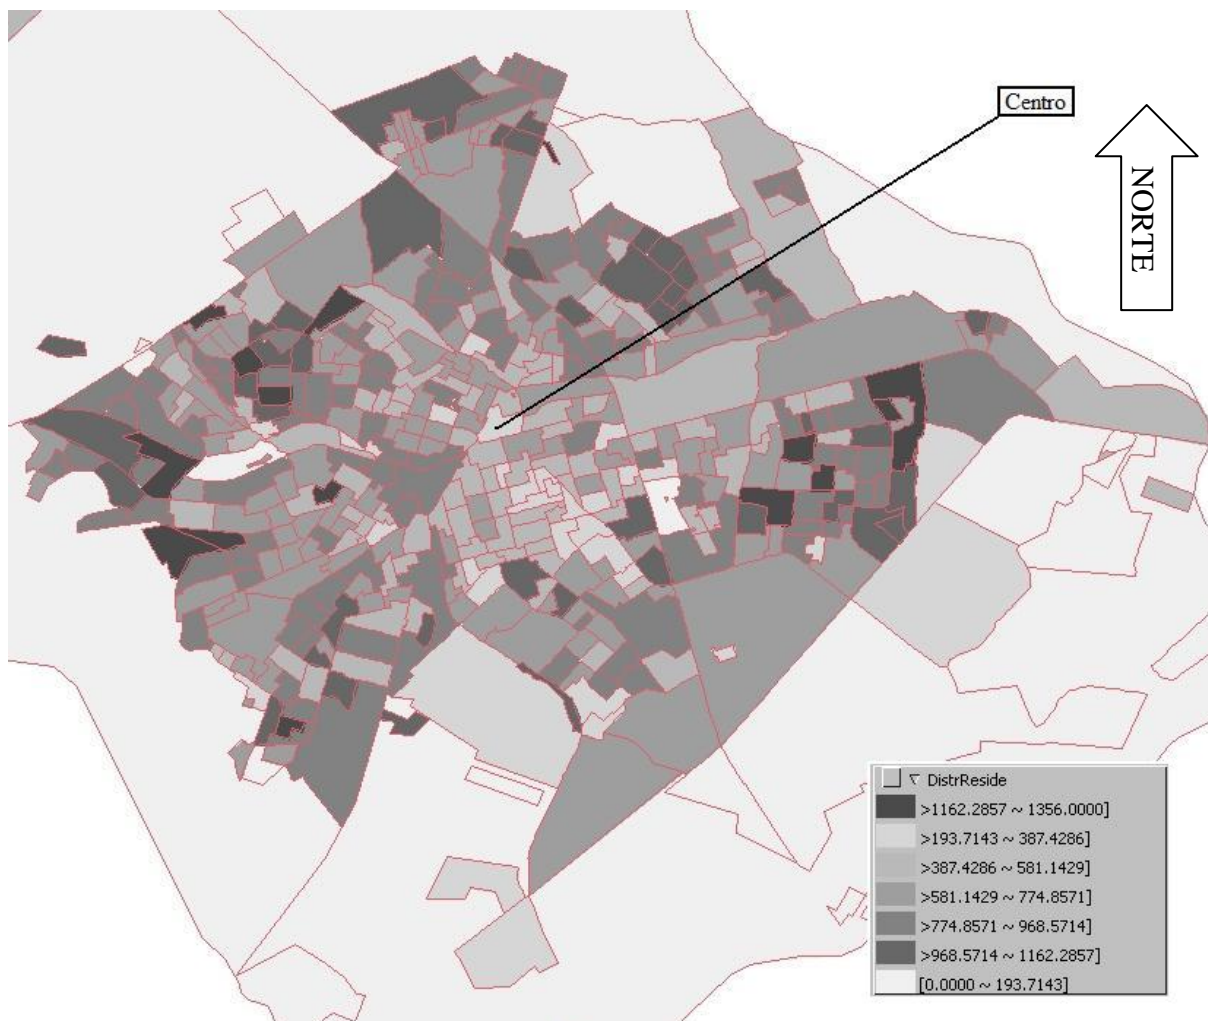 Centro
NORTE
DistrReside
>1162.2857 ~ 1356.0000]
>193.7143 ~ 387.4286]
>387.4286 ~ 581.1429]
>581.1429 ~ 774.8571]
>774.8571 ~ 968.5714]
>968.5714 ~ 1162.2857]
[0.0000 ~ 193.7143]